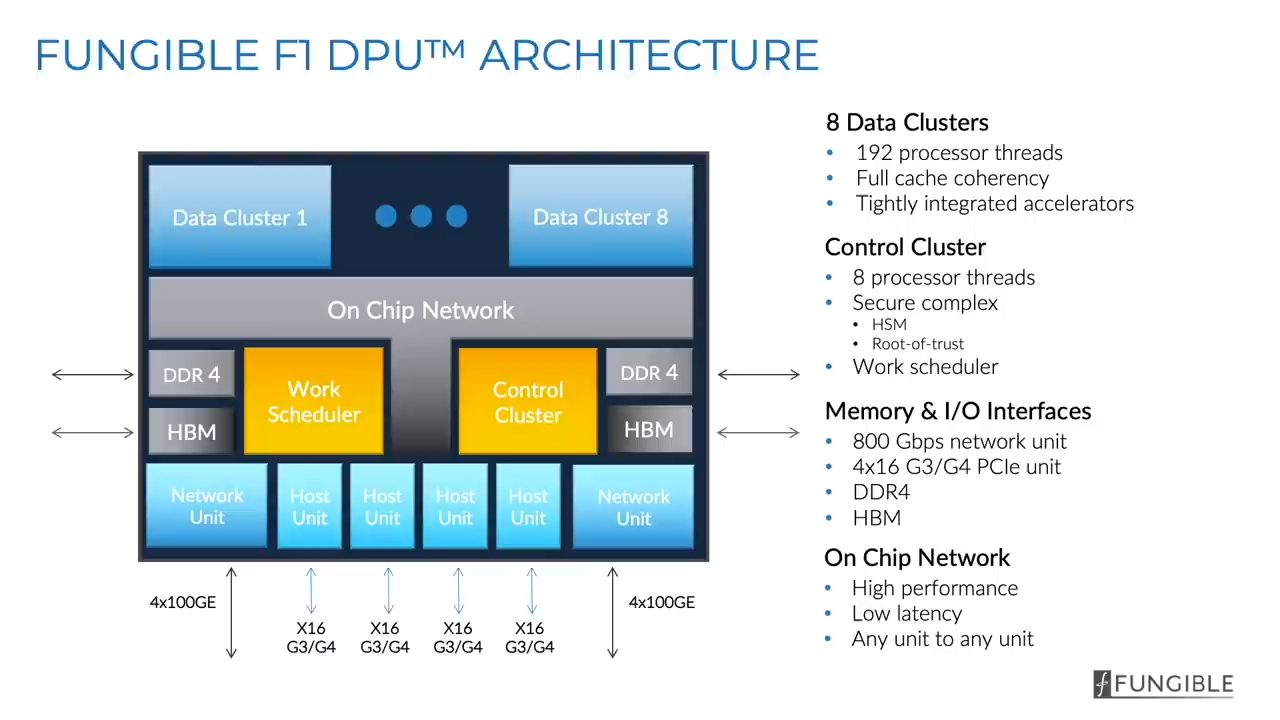 FUNGIBLE F1 DPU™ ARCHITECTURE
Data Cluster 1
Data Cluster 8
On Chip Network
DDR 4
HBM
Work
Scheduler
Control
Cluster
DDR 4
HBM
Network
Unit
Host
Unit
Host
Unit
Host
Unit
Host
Unit
Network
Unit
4x100GE
X16
G3/G4
X16
G3/G4
X16
G3/G4
X16
G3/G4
4x100GE
8 Data Clusters
• 192 processor threads
• Full cache coherency
• Tightly integrated accelerators
Control Cluster
• 8 processor threads
• Secure complex
• HSM
• Root-of-trust
• Work scheduler
Memory & I/O Interfaces
• 800 Gbps network unit
• 4x16 G3/G4 PCIe unit
• DDR4
• HBM
On Chip Network
• High performance
• Low latency
• Any unit to any unit
FUNGIBLE